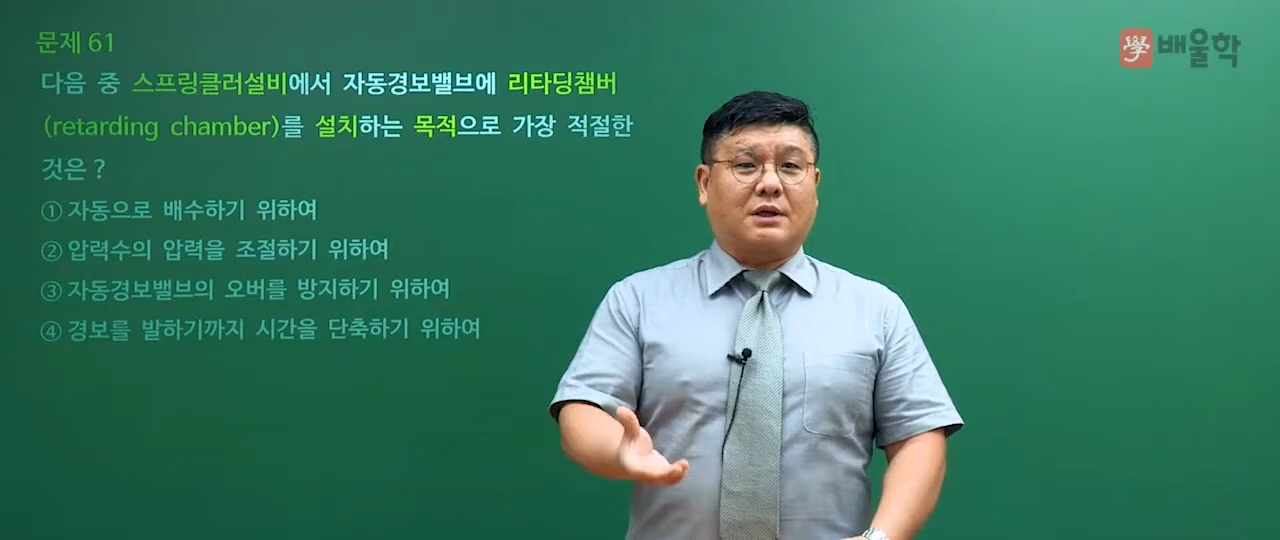 문제 61
學 배울학
다음 중 스프링클러설비에서 자동경보밸브에 리타딩챔버
(retarding chamber)를 설치하는 목적으로 가장 적절한
것은?
① 자동으로 배수하기 위하여
② 압력수의 압력을 조절하기 위하여
③ 자동경보밸브의 오버를 방지하기 위하여
④ 경보를 발하기까지 시간을 단축하기 위하여